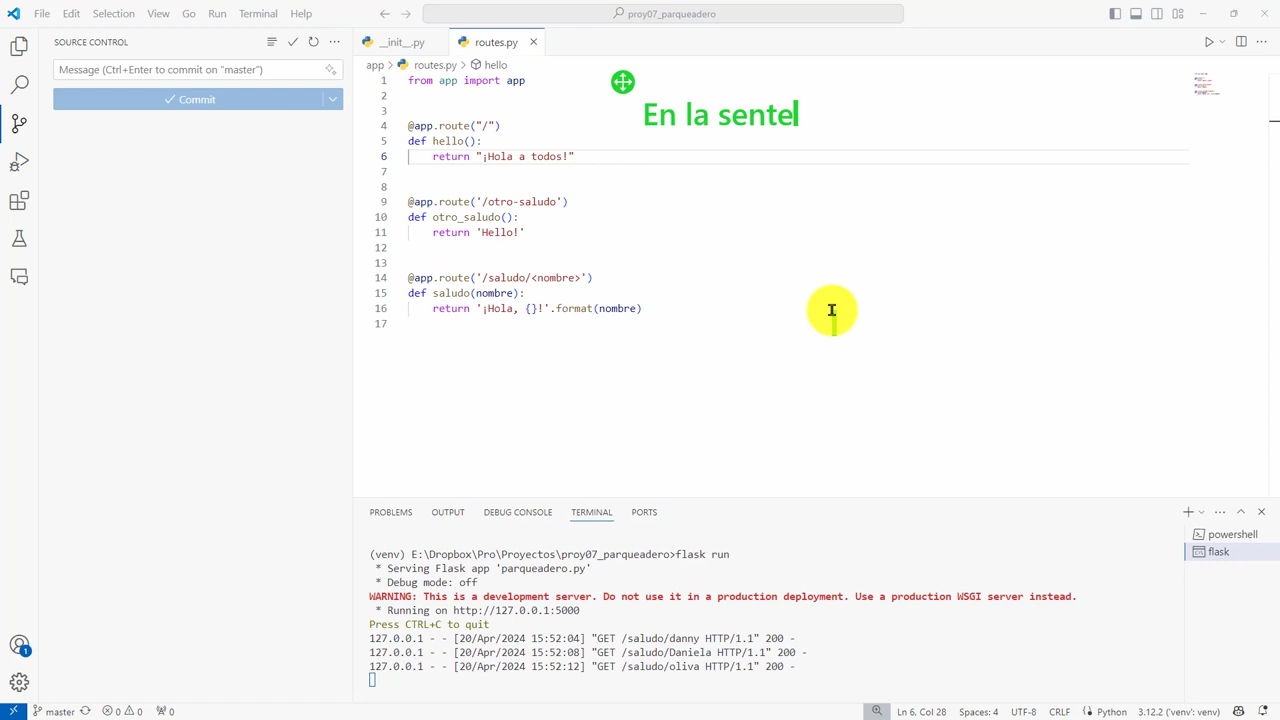 File Edit Selection View Go Run Terminal Help
proy07_parqueadero
SOURCE CONTROL
__init__.py
routes.py
Message (Ctrl+Enter to commit on "master")
app > routes.py > hello
Commit
En la sente
1 from app import app
2
3
4 @app.route("/")
5 def hello():
6 return "¡Hola a todos!"
7
8
9 @app.route('/otro-saludo')
10 def otro_saludo():
11 return 'Hello!'
12
13
14 @app.route('/saludo/<nombre>')
15 def saludo(nombre):
16 return '¡Hola, {}!'.format(nombre)
17
PROBLEMS OUTPUT DEBUG CONSOLE TERMINAL PORTS
powershell
flask
(venv) E:\Dropbox\Pro\Proyectos\proy07_parqueadero>flask run
* Serving Flask app 'parqueadero.py'
* Debug mode: off
WARNING: This is a development server. Do not use it in a production deployment. Use a production WSGI server instead.
* Running on http://127.0.0.1:5000
Press CTRL+C to quit
127.0.0.1 - - [20/Apr/2024 15:52:04] "GET /saludo/danny HTTP/1.1" 200 -
127.0.0.1 - - [20/Apr/2024 15:52:08] "GET /saludo/Daniela HTTP/1.1" 200 -
127.0.0.1 - - [20/Apr/2024 15:52:12] "GET /saludo/oliva HTTP/1.1" 200 -
1
master 0 0 0 Ln 6, Col 28 Spaces: 4 UTF-8 CRLF Python 3.12.2 ('venv': venv)